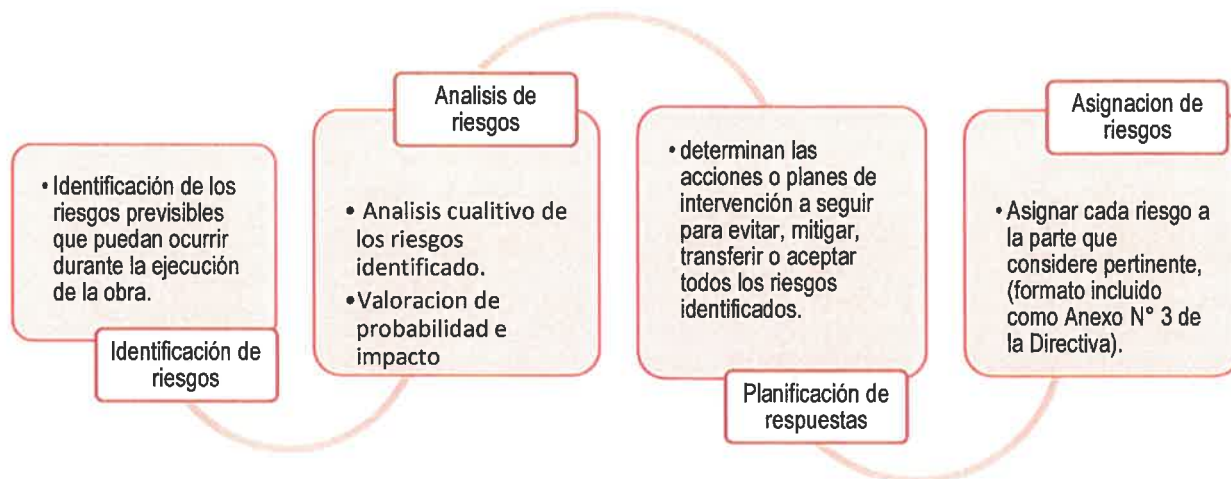 • Identificación de los
riesgos previsibles
que puedan ocurrir
durante la ejecución
de la obra.
Identificación de
riesgos
Analisis de
riesgos
• Analisis cualitivo de
los riesgos
identificado.
•Valoracion de
probabilidad e
impacto
• determinan las
acciones o planes de
intervención a seguir
para evitar, mitigar,
transferir o aceptar
todos los riesgos
identificados.
Planificación de
respuestas
Asignacion de
riesgos
• Asignar cada riesgo a
la parte que
considere pertinente,
(formato incluido
como Anexo N° 3 de
la Directiva).